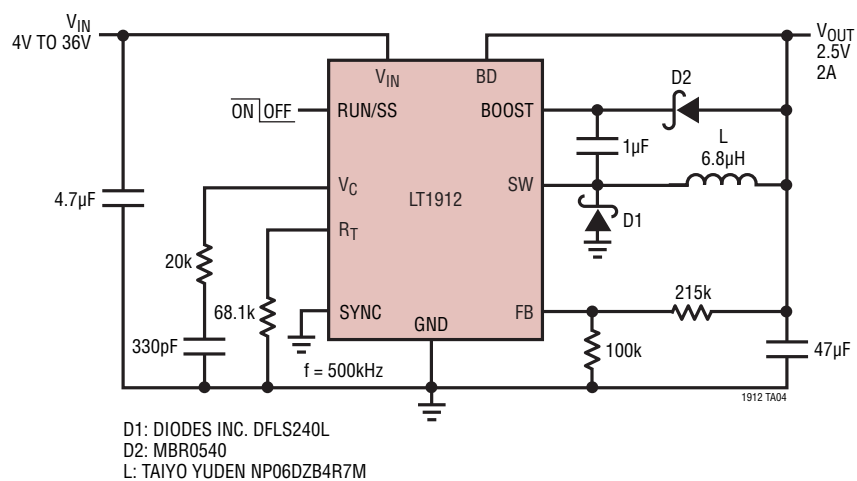 VIN
4V TO 36V
VOUT
2.5V
2A
VIN
BD
D2
ON OFF
RUN/SS
BOOST
L
6.8µH
1µF
4.7µF
VC
LT1912
SW
D1
RT
20k
68.1k
215k
SYNC
GND
FB
330pF
f = 500kHz
100k
47µF
1912 TA04
D1: DIODES INC. DFLS240L
D2: MBR0540
L: TAIYO YUDEN NP06DZB4R7M